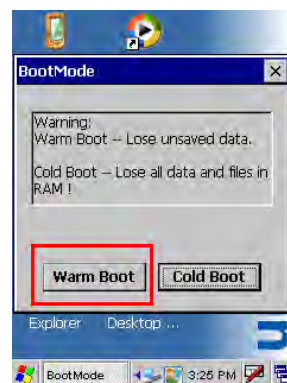 BootMode
Warning:
Warm Boot -- Lose unsaved data.
Cold Boot -- Lose all data and files in
RAM !
Warm Boot Cold Boot
Explorer Desktop ...
BootMode 3:25 PM